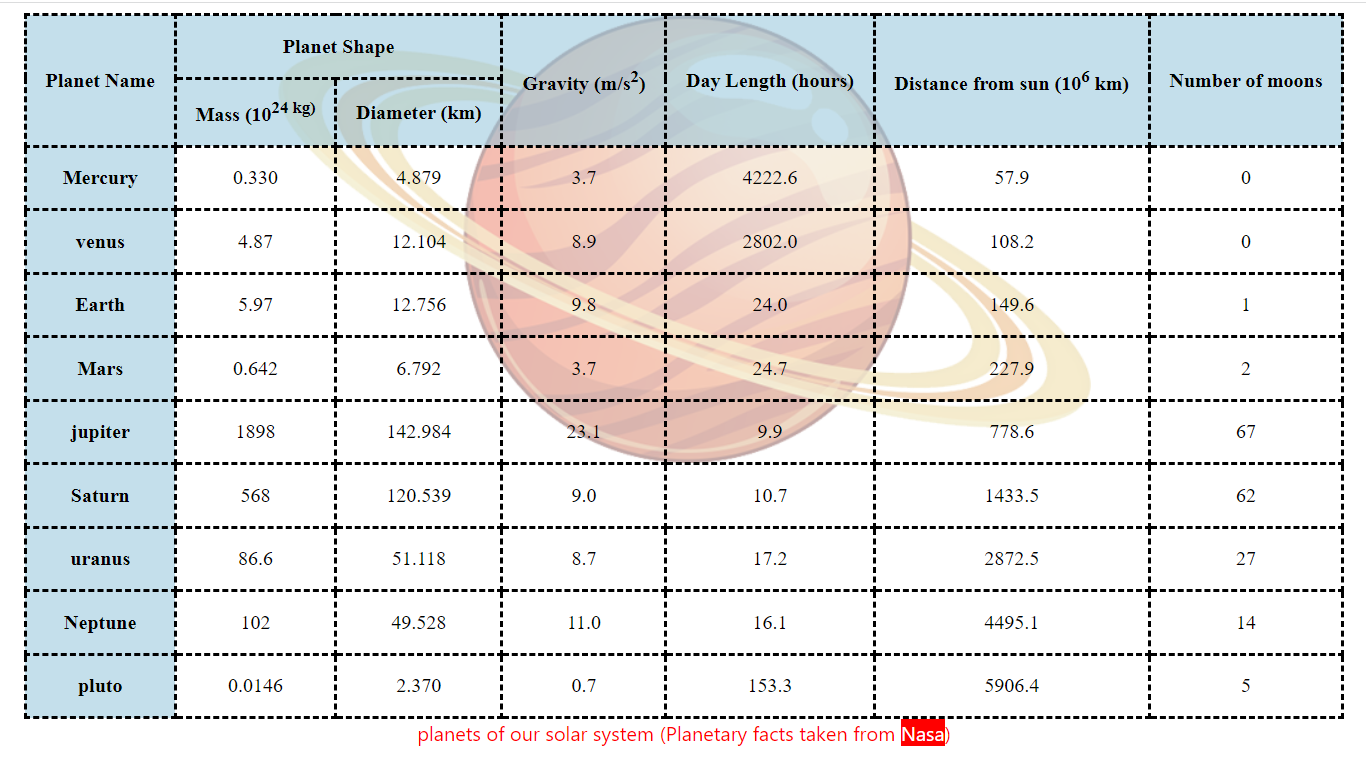 Planet Name Planet Shape Gravity (m/s²) Day Length (hours) Distance from sun (10⁶ km) Number of moons
Mass (10²⁴ ᵏᵍ⁾ Diameter (km)
Mercury 0.330 4.879 3.7 4222.6 57.9 0
venus 4.87 12.104 8.9 2802.0 108.2 0
Earth 5.97 12.756 9.8 24.0 149.6 1
Mars 0.642 6.792 3.7 24.7 227.9 2
jupiter 1898 142.984 23.1 9.9 778.6 67
Saturn 568 120.539 9.0 10.7 1433.5 62
uranus 86.6 51.118 8.7 17.2 2872.5 27
Neptune 102 49.528 11.0 16.1 4495.1 14
pluto 0.0146 2.370 0.7 153.3 5906.4 5
planets of our solar system (Planetary facts taken from Nasa)